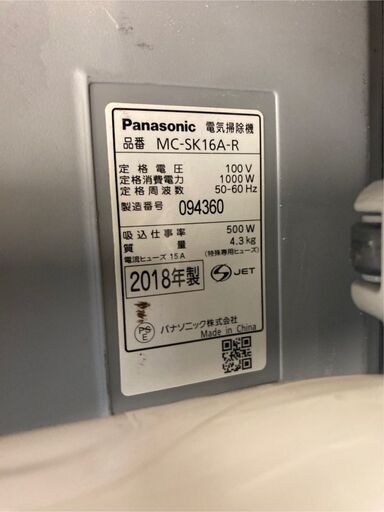 Panasonic 電気掃除機
品番 MC-SK16A-R
定格電圧 100 V
定格消費電力 1000 W
定格周波数 50-60 Hz
製造番号 094360
吸込仕事率 500 W
質量 4.3 kg
電流ヒューズ 15 A (特殊専用ヒューズ)
2018年製 S JET
PS E パナソニック株式会社
Made in China